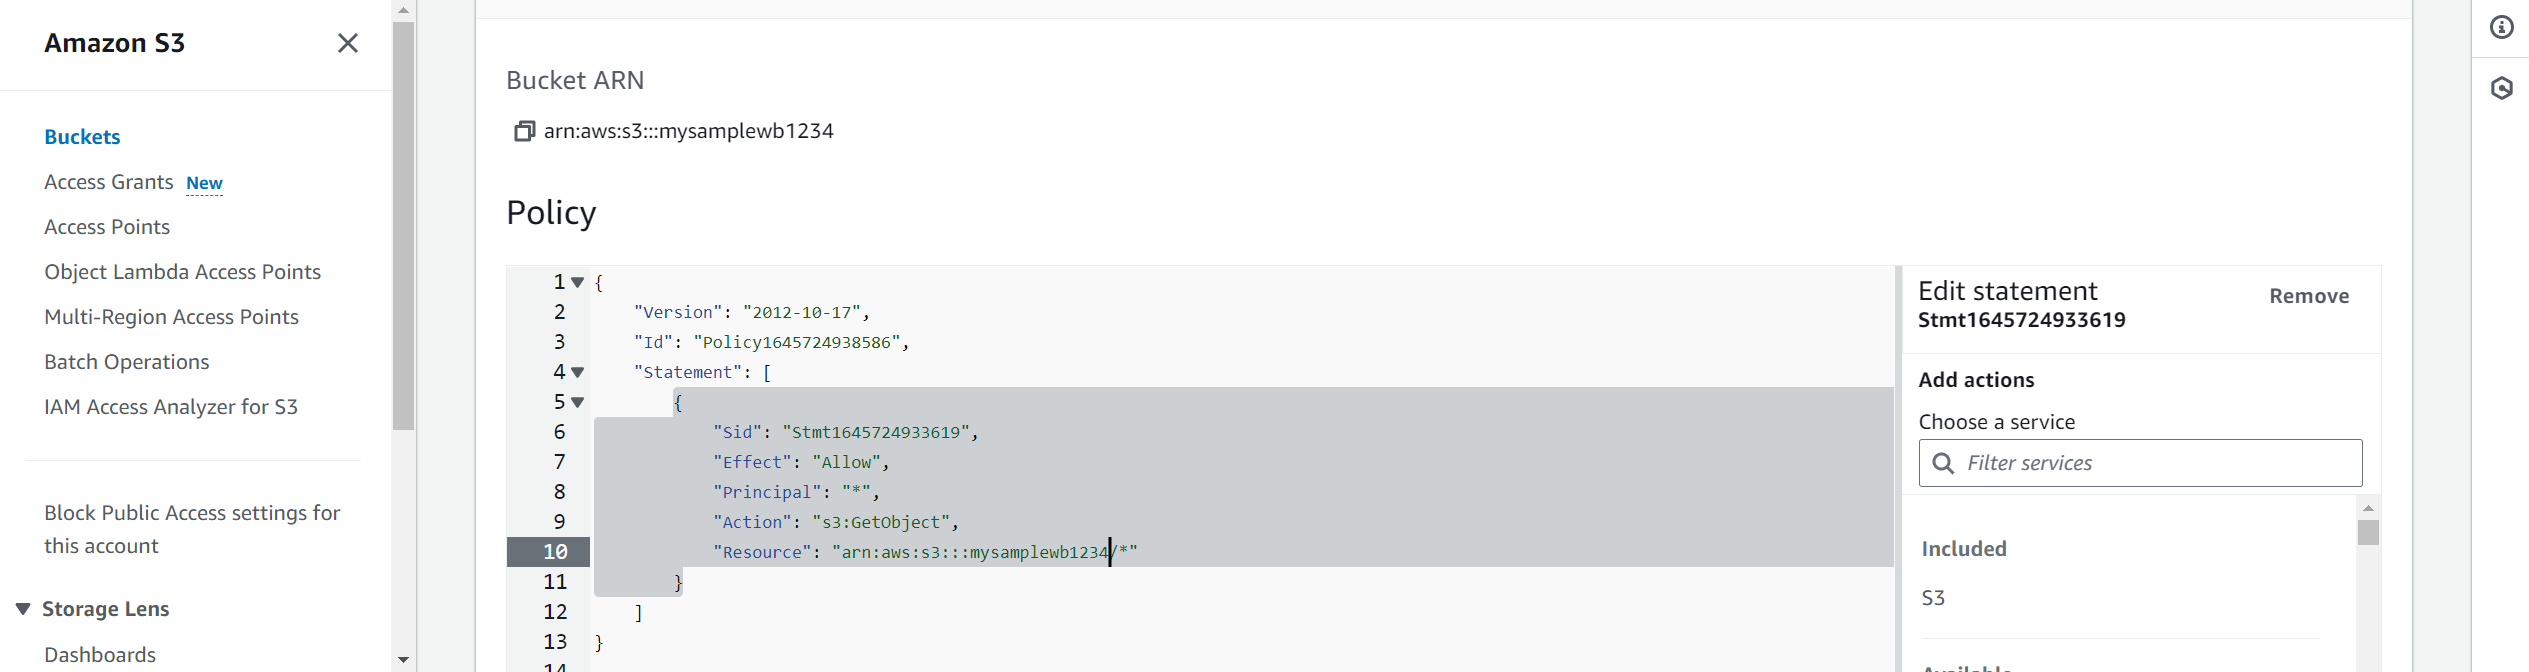 Amazon S3
Buckets
Access Grants New
Access Points
Object Lambda Access Points
Multi-Region Access Points
Batch Operations
IAM Access Analyzer for S3
Block Public Access settings for
this account
Storage Lens
Dashboards
Bucket ARN
arn:aws:s3:::mysamplewb1234
Policy
1 {
2 "Version": "2012-10-17",
3 "Id": "Policy1645724938586",
4 "Statement": [
5 {
6 "Sid": "Stmt1645724933619",
7 "Effect": "Allow",
8 "Principal": "*",
9 "Action": "s3:GetObject",
10 "Resource": "arn:aws:s3:::mysamplewb1234/*"
11 }
12 ]
13 }
14
Edit statement Remove
Stmt1645724933619
Add actions
Choose a service
Filter services
Included
S3
Available